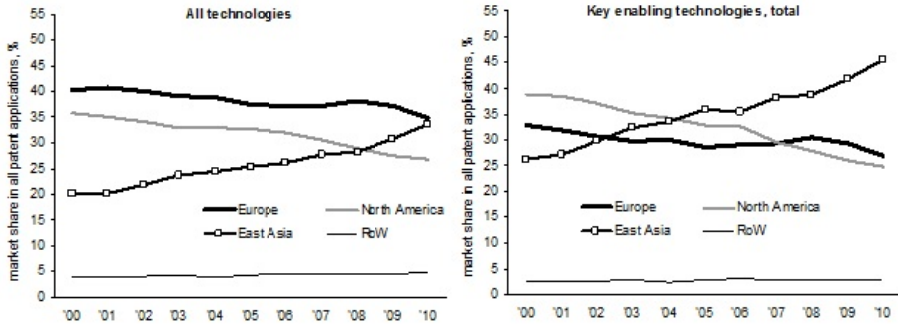 All technologies
market share in all patent applications, %
55
50
45
40
35
30
25
20
15
10
5
0
Europe
North America
East Asia
RoW
'00 '01 '02 '03 '04 '05 '06 '07 '08 '09 '10
Key enabling technologies, total
market share in all patent applications, %
55
50
45
40
35
30
25
20
15
10
5
0
Europe
North America
East Asia
RoW
'00 '01 '02 '03 '04 '05 '06 '07 '08 '09 '10